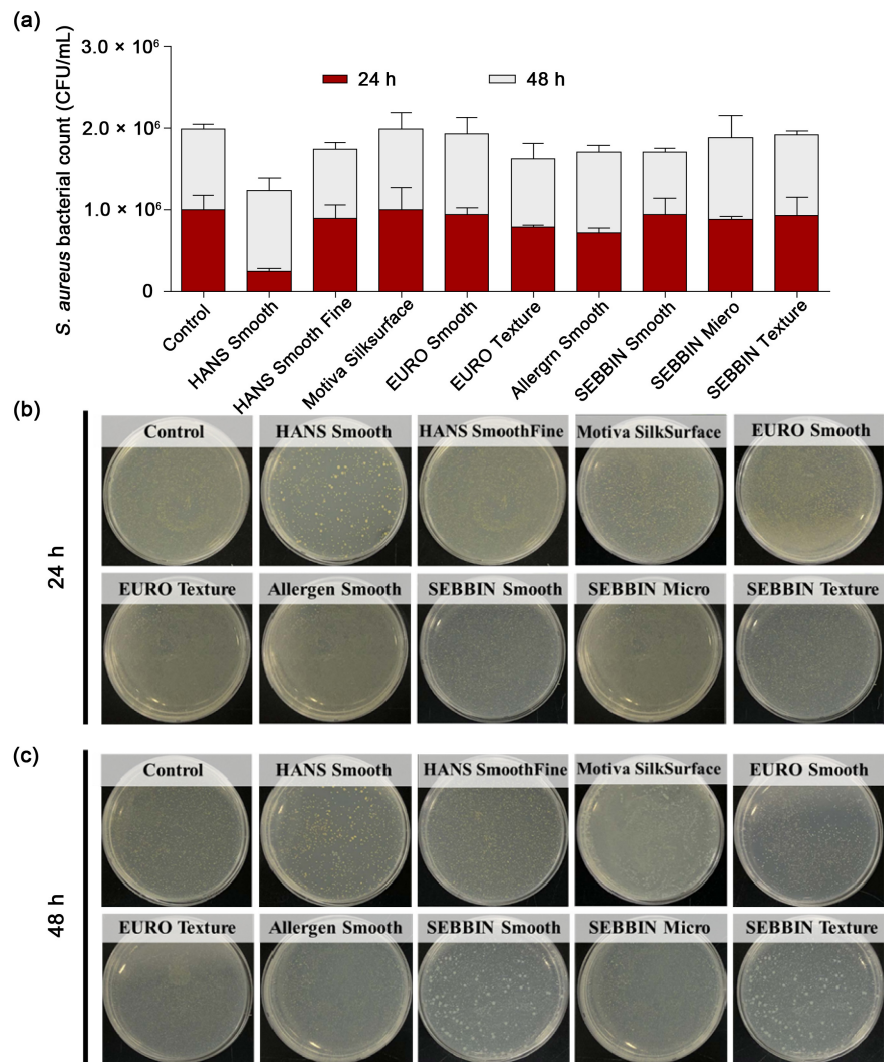 (a)
S. aureus bacterial count (CFU/mL)
3.0 × 10⁶
2.0 × 10⁶
1.0 × 10⁶
0
24 h
48 h
Control
HANS Smooth
HANS Smooth Fine
Motiva Silksurface
EURO Smooth
EURO Texture
Allergrn Smooth
SEBBIN Smooth
SEBBIN Miero
SEBBIN Texture
(b)
24 h
Control
HANS Smooth
HANS SmoothFine
Motiva SilkSurface
EURO Smooth
EURO Texture
Allergen Smooth
SEBBIN Smooth
SEBBIN Micro
SEBBIN Texture
(c)
48 h
Control
HANS Smooth
HANS SmoothFine
Motiva SilkSurface
EURO Smooth
EURO Texture
Allergen Smooth
SEBBIN Smooth
SEBBIN Micro
SEBBIN Texture